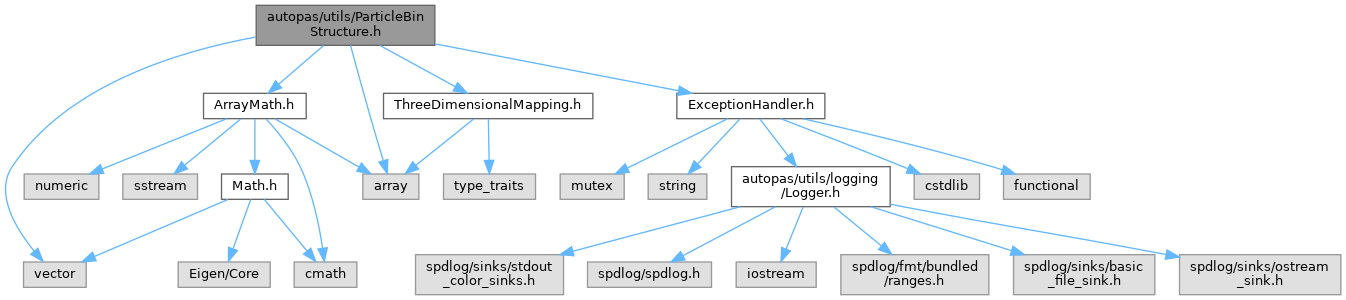 autopas/utils/ParticleBin
Structure.h
ArrayMath.h
ThreeDimensionalMapping.h
ExceptionHandler.h
numeric
sstream
Math.h
array
type_traits
mutex
string
autopas/utils/logging
/Logger.h
cstdlib
functional
vector
Eigen/Core
cmath
spdlog/sinks/stdout
_color_sinks.h
spdlog/spdlog.h
iostream
spdlog/fmt/bundled
/ranges.h
spdlog/sinks/basic
_file_sink.h
spdlog/sinks/ostream
_sink.h